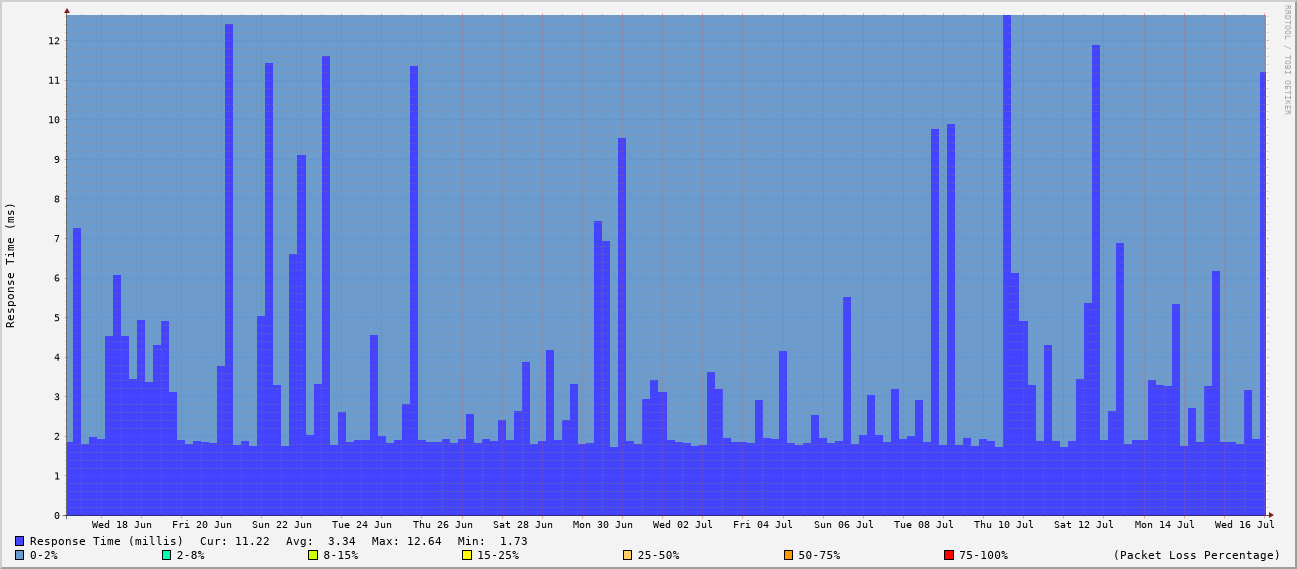 RRDTOOL / TOBI OETIKER
Response Time (ms)
12
11
10
9
8
7
6
5
4
3
2
1
0
Wed 18 Jun Fri 20 Jun Sun 22 Jun Tue 24 Jun Thu 26 Jun Sat 28 Jun Mon 30 Jun Wed 02 Jul Fri 04 Jul Sun 06 Jul Tue 08 Jul Thu 10 Jul Sat 12 Jul Mon 14 Jul Wed 16 Jul
Response Time (millis) Cur: 11.22 Avg: 3.34 Max: 12.64 Min: 1.73
0-2% 2-8% 8-15% 15-25% 25-50% 50-75% 75-100% (Packet Loss Percentage)